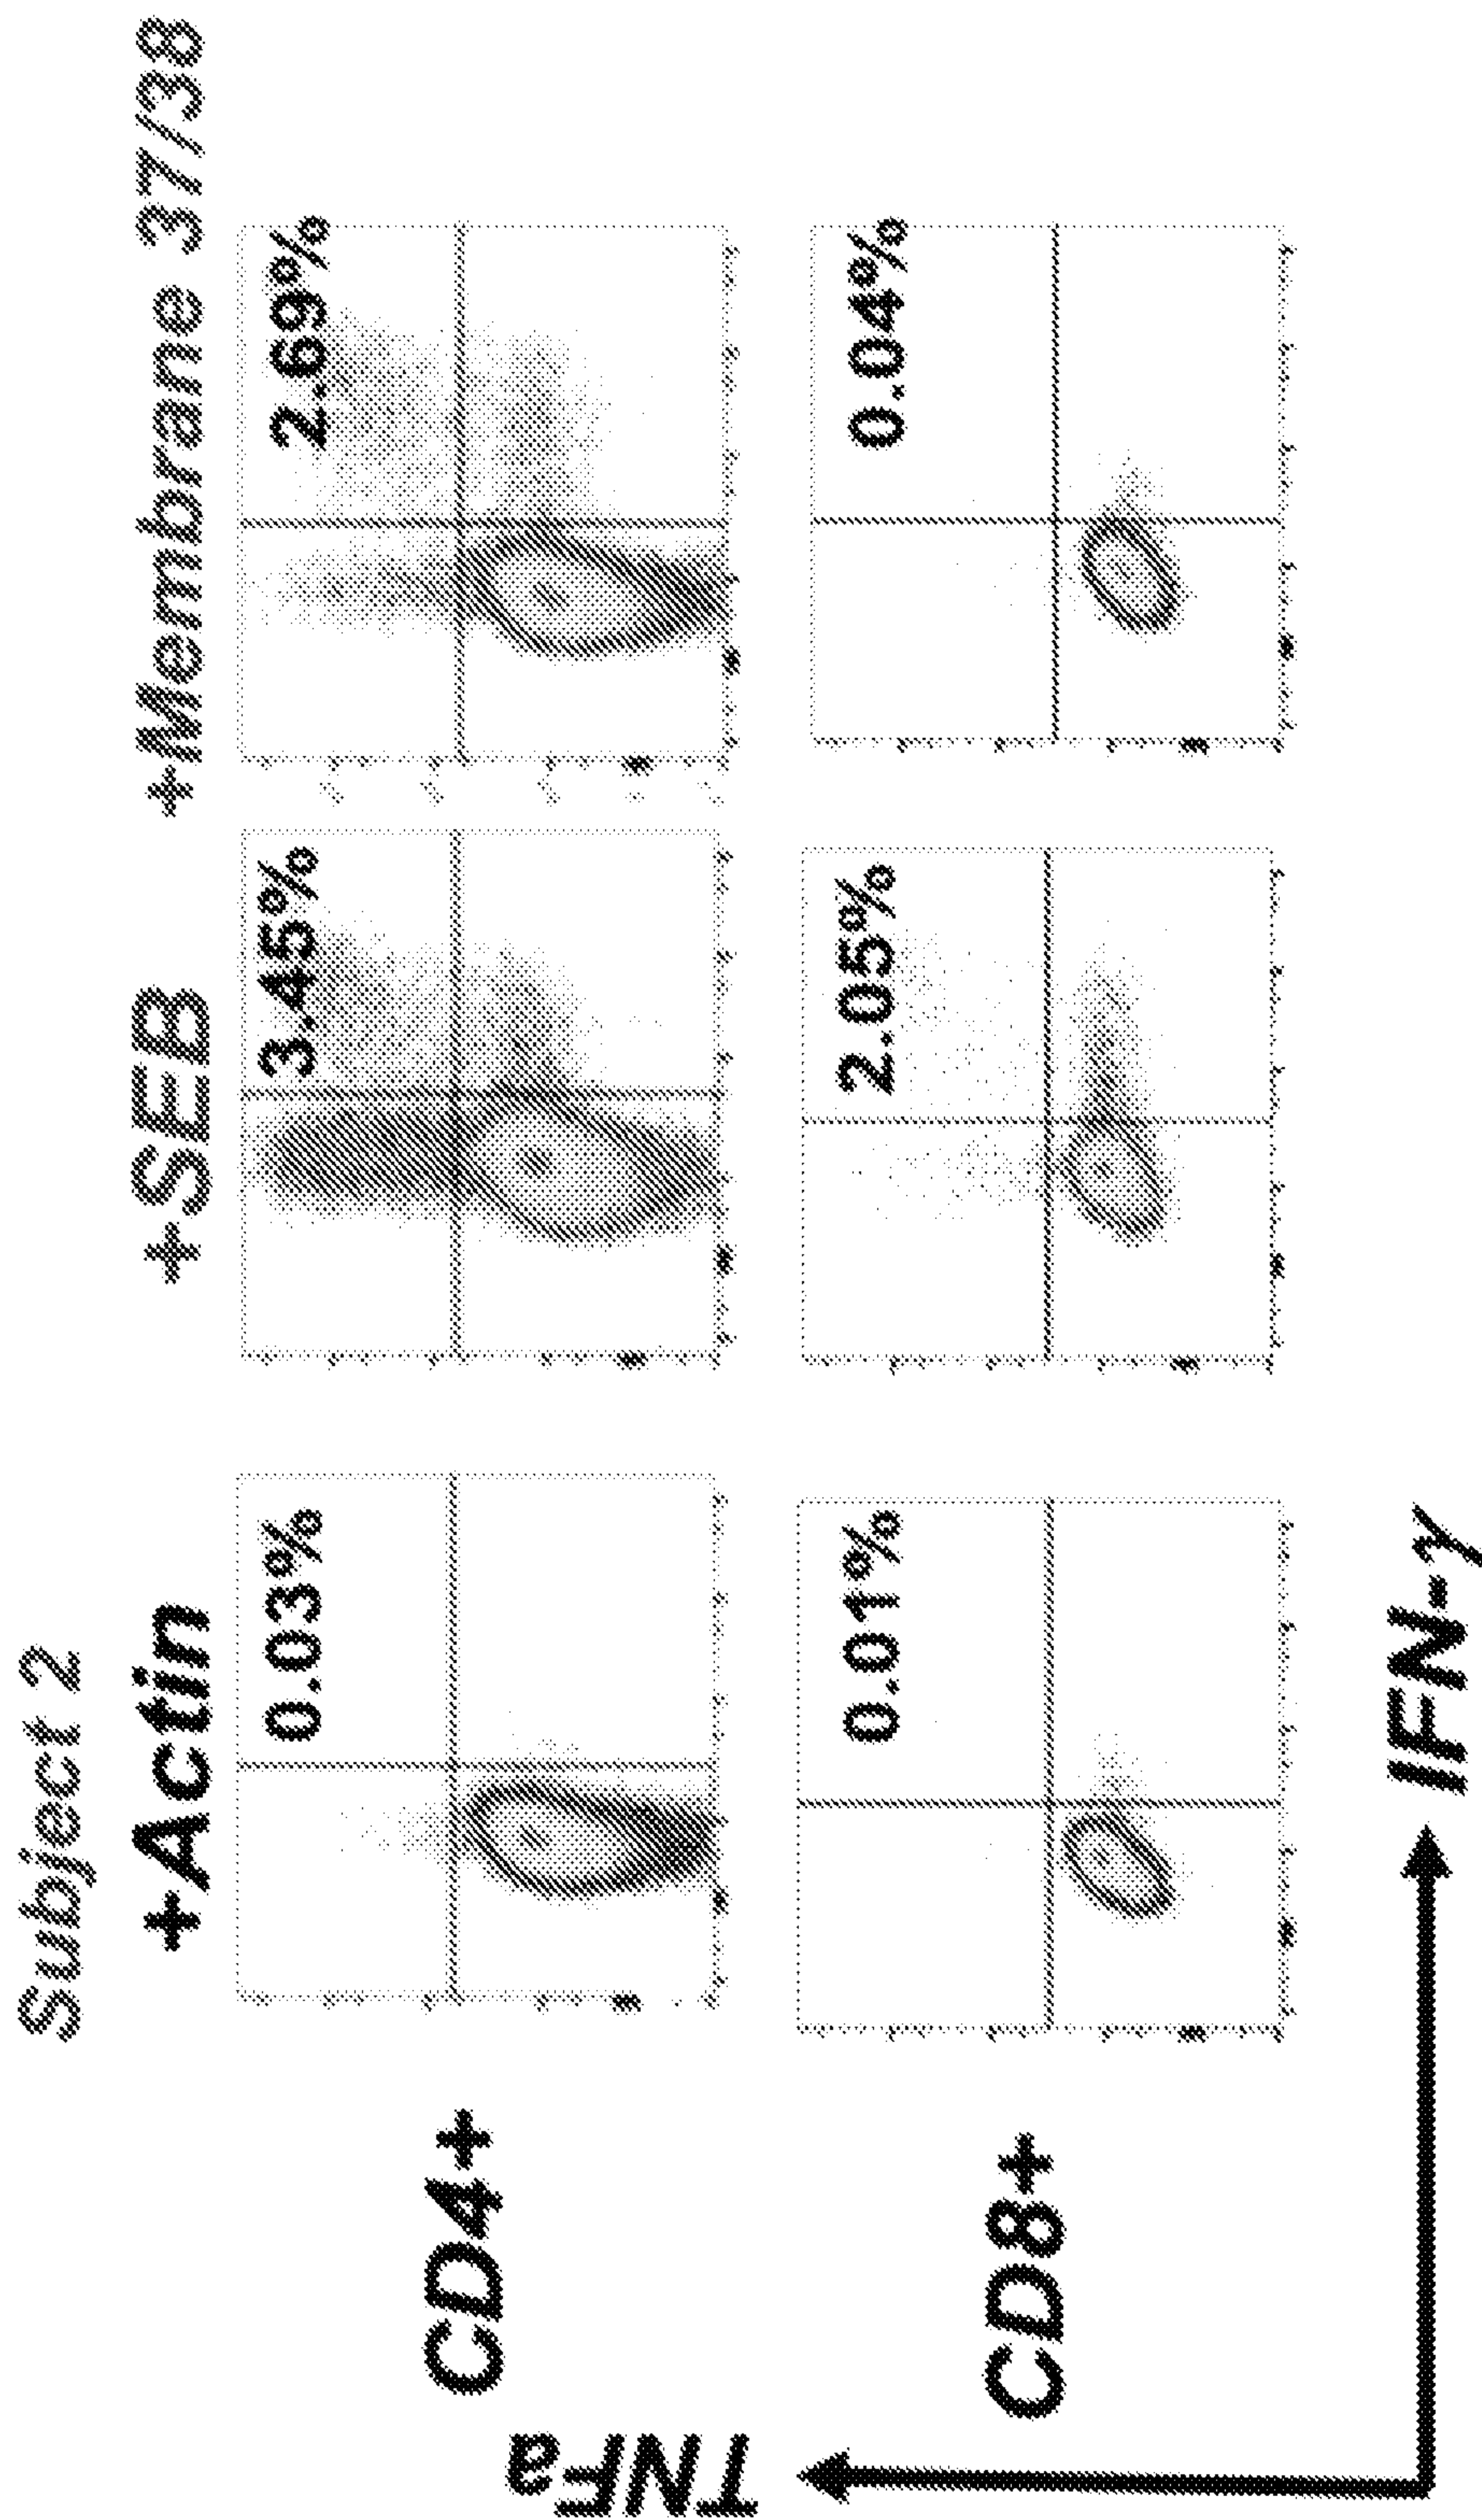 Subject 2
+Actin +SEB +Membrane 37/38
CD4+ 0.03% 3.45% 2.69%
CD8+ 0.01% 2.05% 0.04%
TNFa
IFN-γ